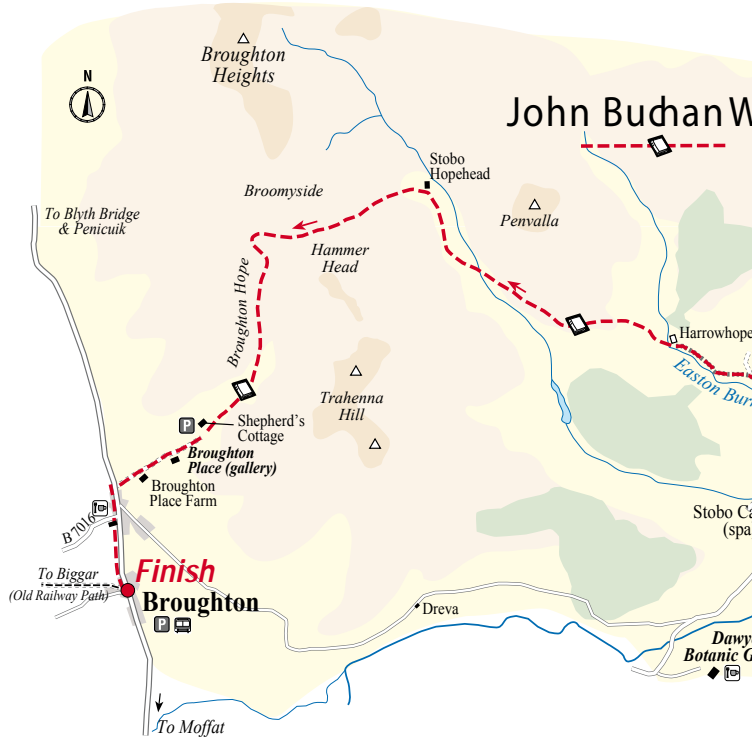 Broughton
Heights
N
John Buchan W
Stobo
Hopehead
Broomyside
Penvalla
To Blyth Bridge
& Penicuik
Hammer
Head
Broughton Hope
Harrowhope
Easton Burn
Trahenna
Hill
P
Shepherd's
Cottage
Broughton
Place (gallery)
Broughton
Place Farm
B7016
Stobo Ca
(spa
To Biggar
(Old Railway Path)
Finish
Broughton
P
Dreva
Dawy
Botanic G
To Moffat